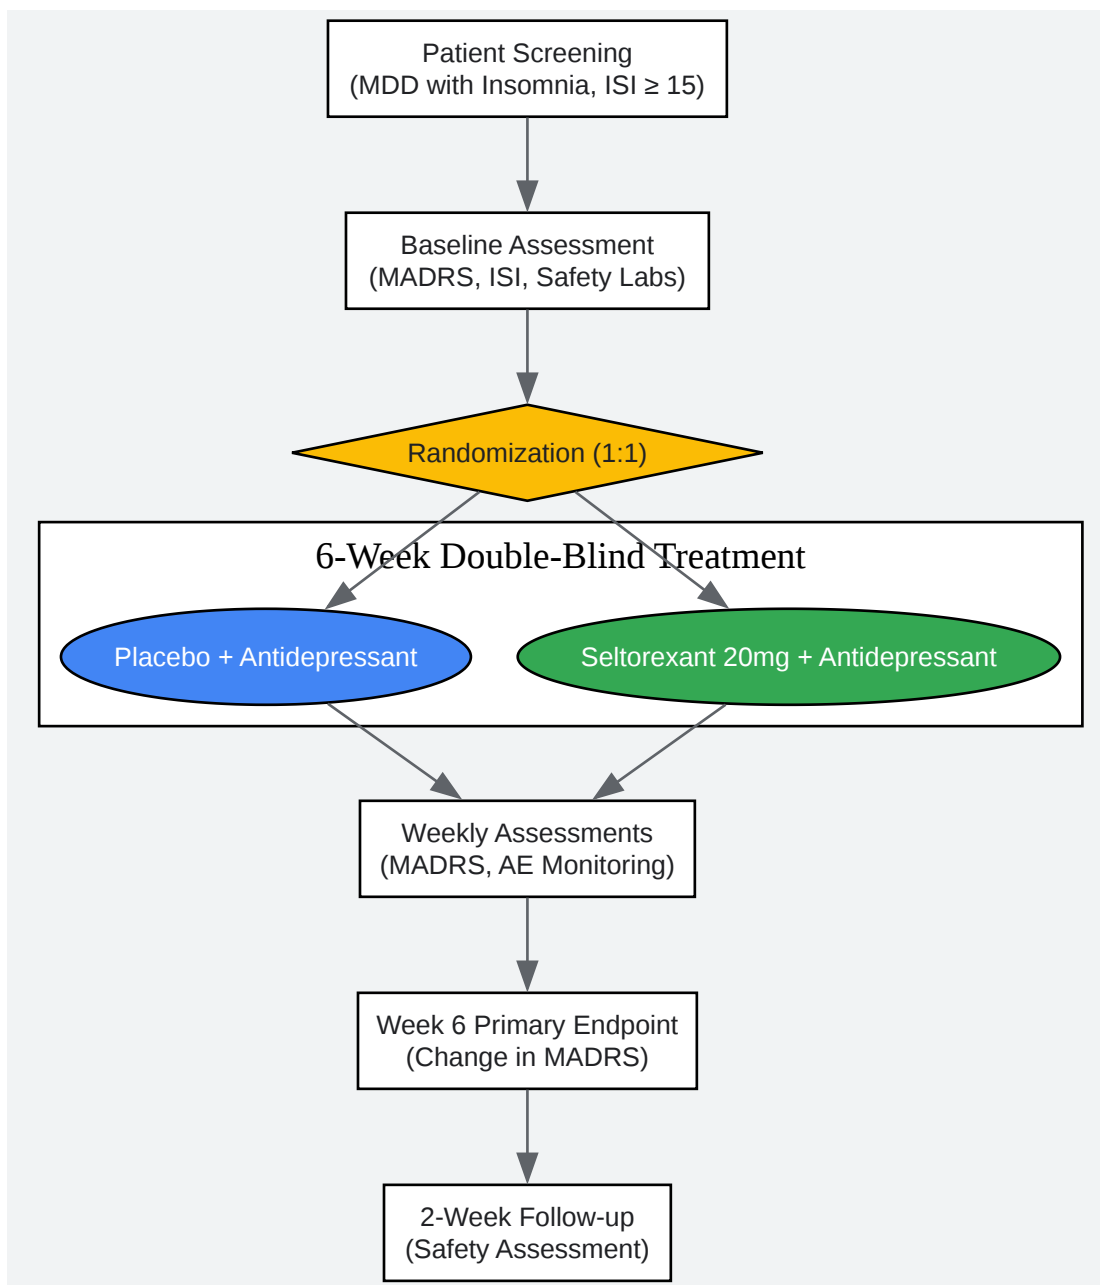 Patient Screening
(MDD with Insomnia, ISI ≥ 15)
Baseline Assessment
(MADRS, ISI, Safety Labs)
Randomization (1:1)
6-Week Double-Blind Treatment
Placebo + Antidepressant
Seltorexant 20mg + Antidepressant
Weekly Assessments
(MADRS, AE Monitoring)
Week 6 Primary Endpoint
(Change in MADRS)
2-Week Follow-up
(Safety Assessment)